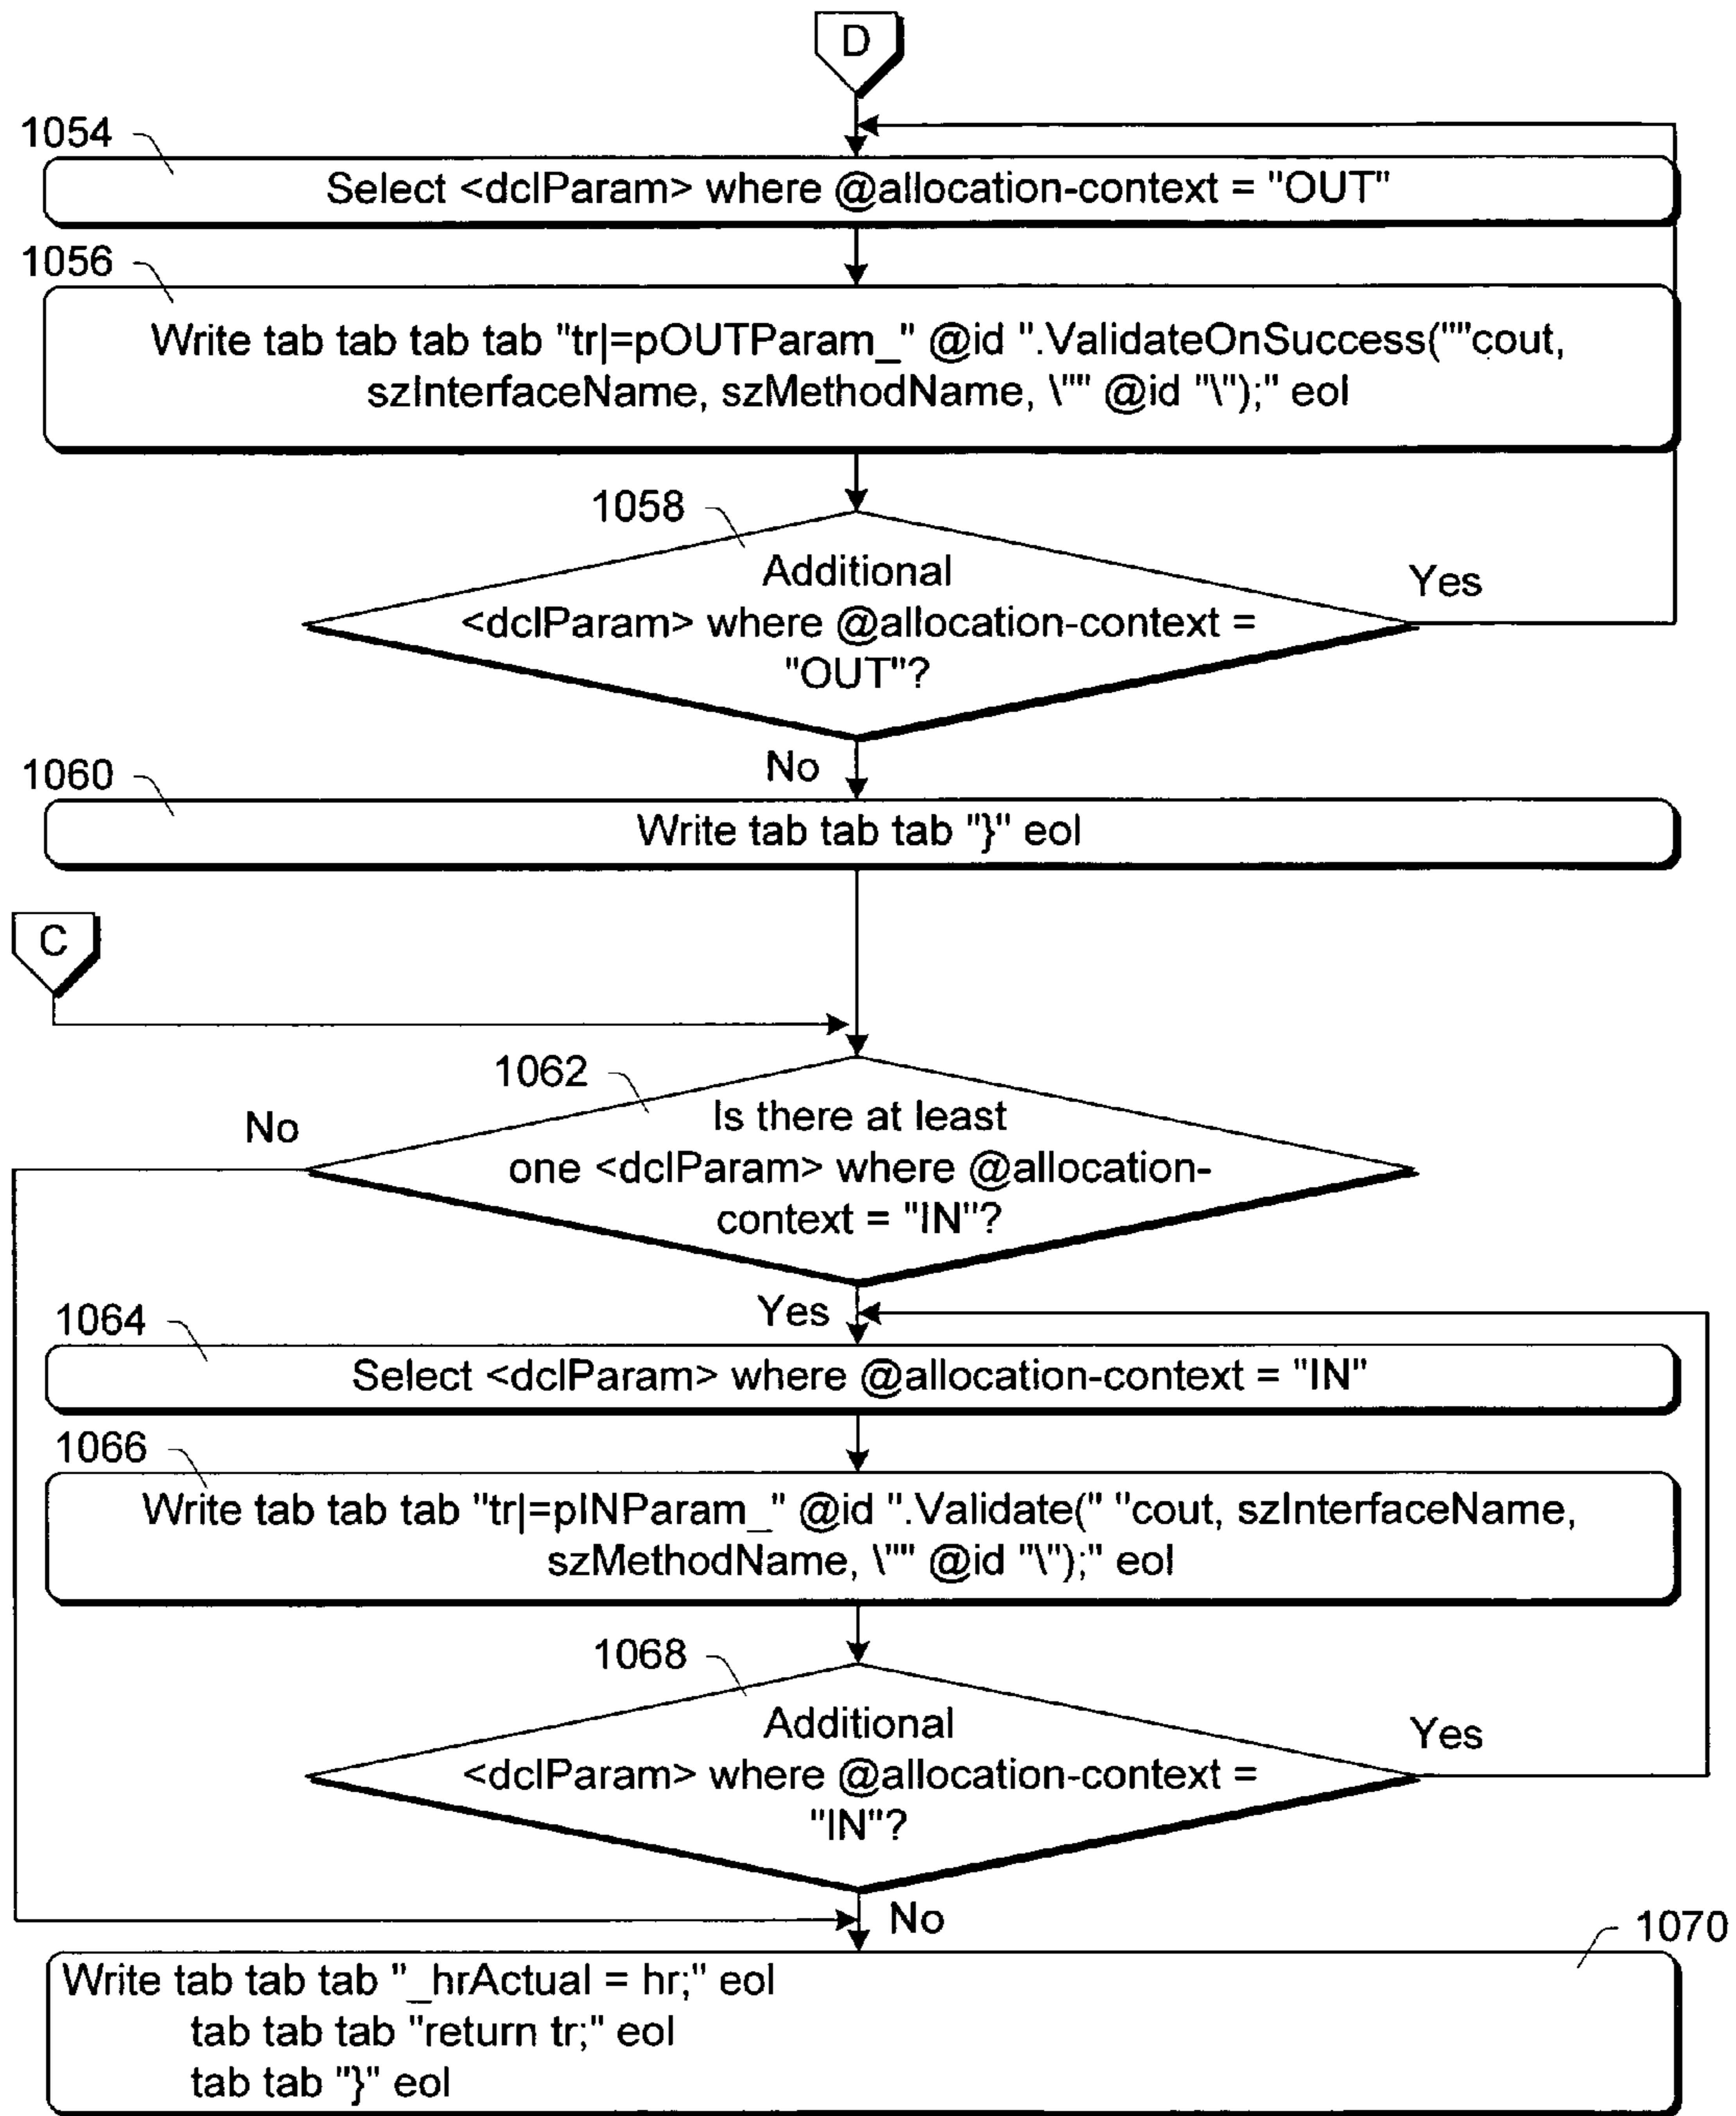 D
1054
Select <dclParam> where @allocation-context = "OUT"
1056
Write tab tab tab tab "tr|=pOUTParam_" @id ".ValidateOnSuccess(""cout,
szInterfaceName, szMethodName, \"" @id "\");" eol
1058
Additional
<dclParam> where @allocation-context =
"OUT"?
Yes
No
1060
Write tab tab tab "}" eol
C
1062
No
Is there at least
one <dclParam> where @allocation-
context = "IN"?
Yes
1064
Select <dclParam> where @allocation-context = "IN"
1066
Write tab tab tab "tr|=pINParam_" @id ".Validate(" "cout, szInterfaceName,
szMethodName, \"" @id "\");" eol
1068
Additional
<dclParam> where @allocation-context =
"IN"?
Yes
No
1070
Write tab tab tab "_hrActual = hr;" eol
tab tab tab "return tr;" eol
tab tab "}" eol